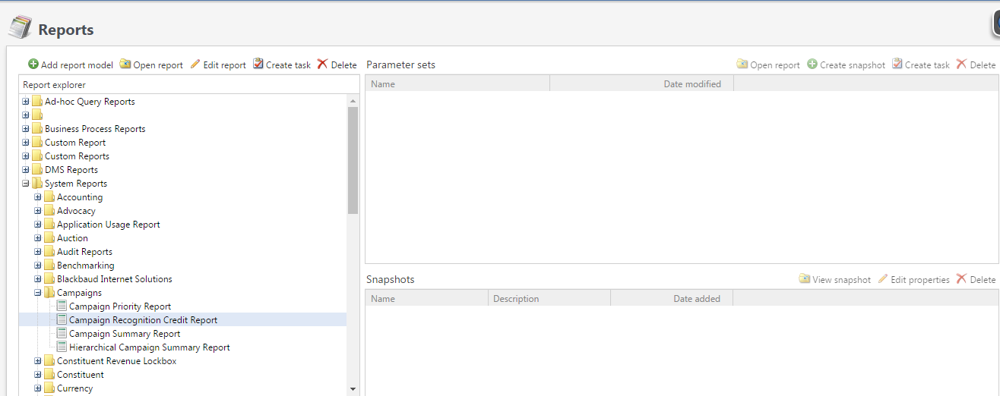 Reports
Add report model Open report Edit report Create task Delete
Report explorer
Ad-hoc Query Reports
Business Process Reports
Custom Report
Custom Reports
DMS Reports
System Reports
Accounting
Advocacy
Application Usage Report
Auction
Audit Reports
Benchmarking
Blackbaud Internet Solutions
Campaigns
Campaign Priority Report
Campaign Recognition Credit Report
Campaign Summary Report
Hierarchical Campaign Summary Report
Constituent Revenue Lockbox
Constituent
Currency
Parameter sets Open report Create snapshot Create task Delete
Name Date modified
Snapshots View snapshot Edit properties Delete
Name Description Date added